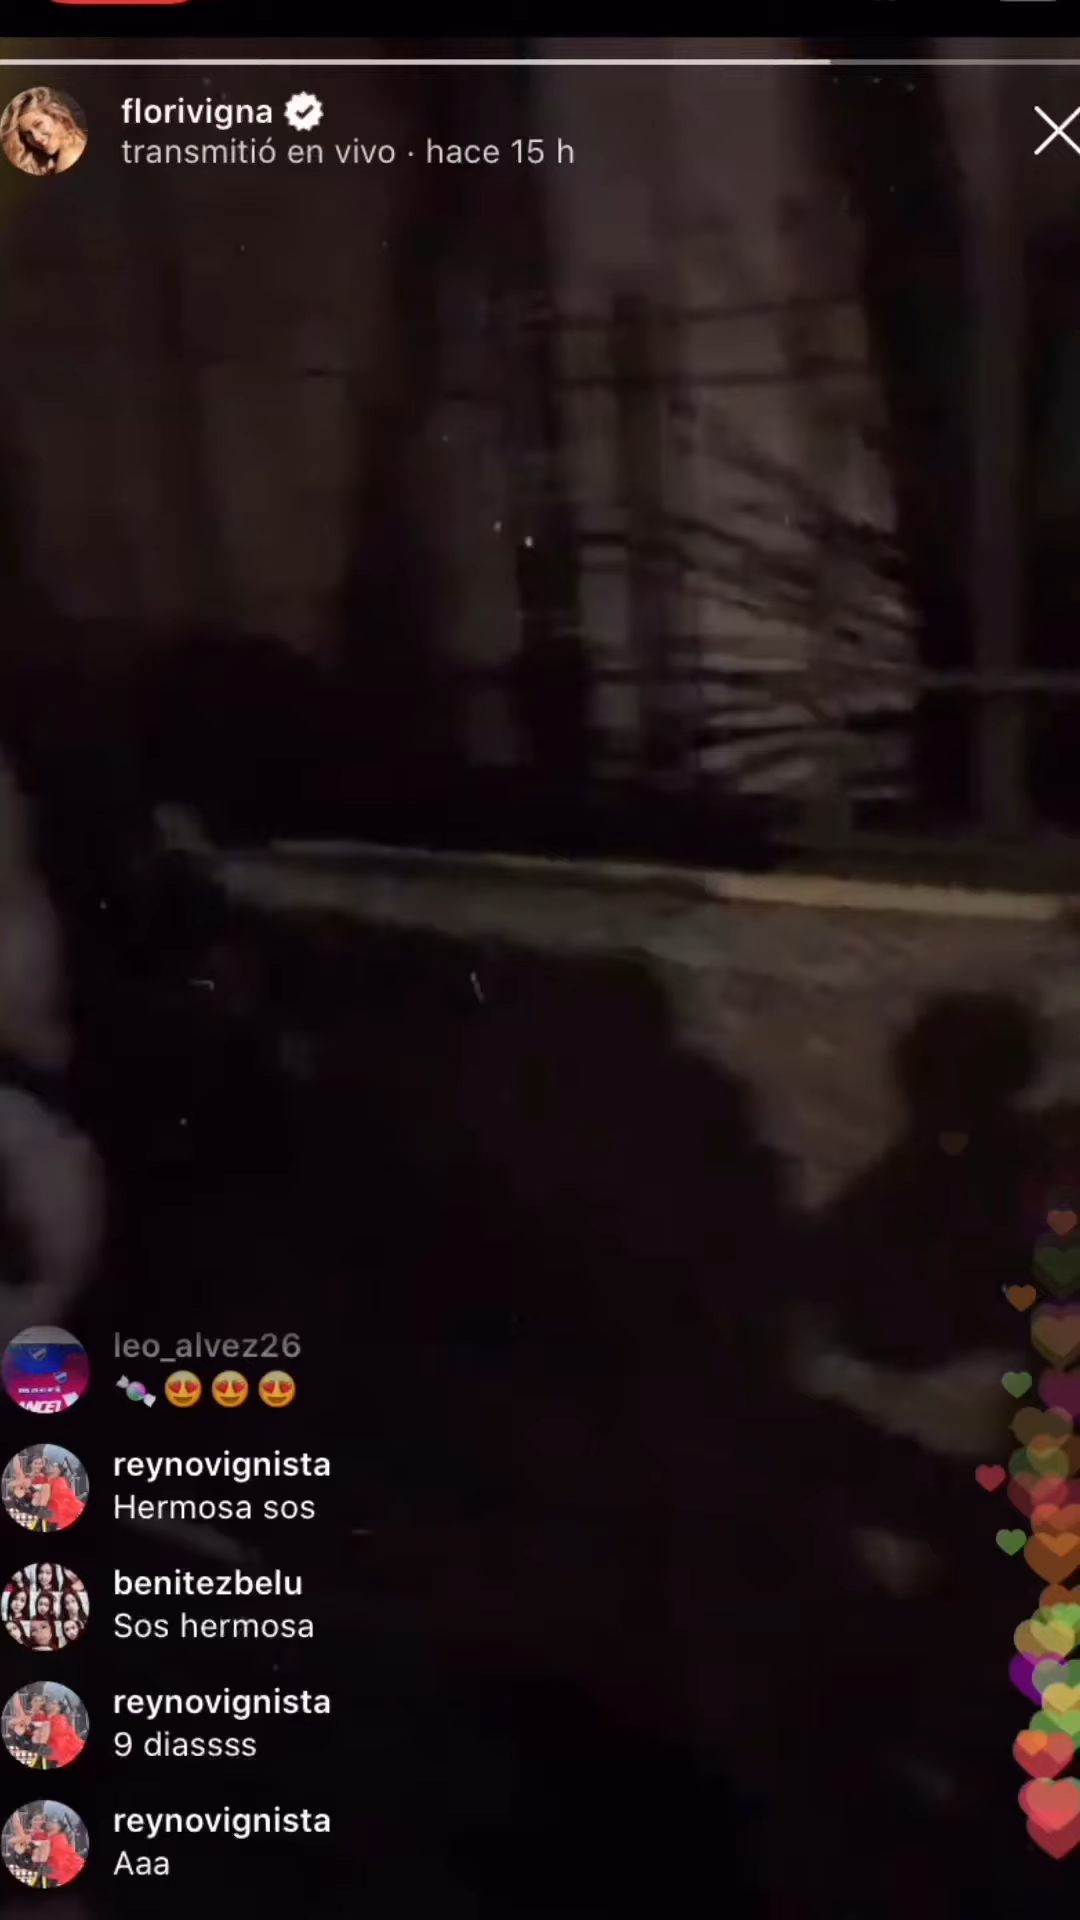 florivigna
transmitió en vivo · hace 15 h
leo_alvez26
🍬😍😍😍
reynovignista
Hermosa sos
benitezbelu
Sos hermosa
reynovignista
9 diassss
reynovignista
Aaa